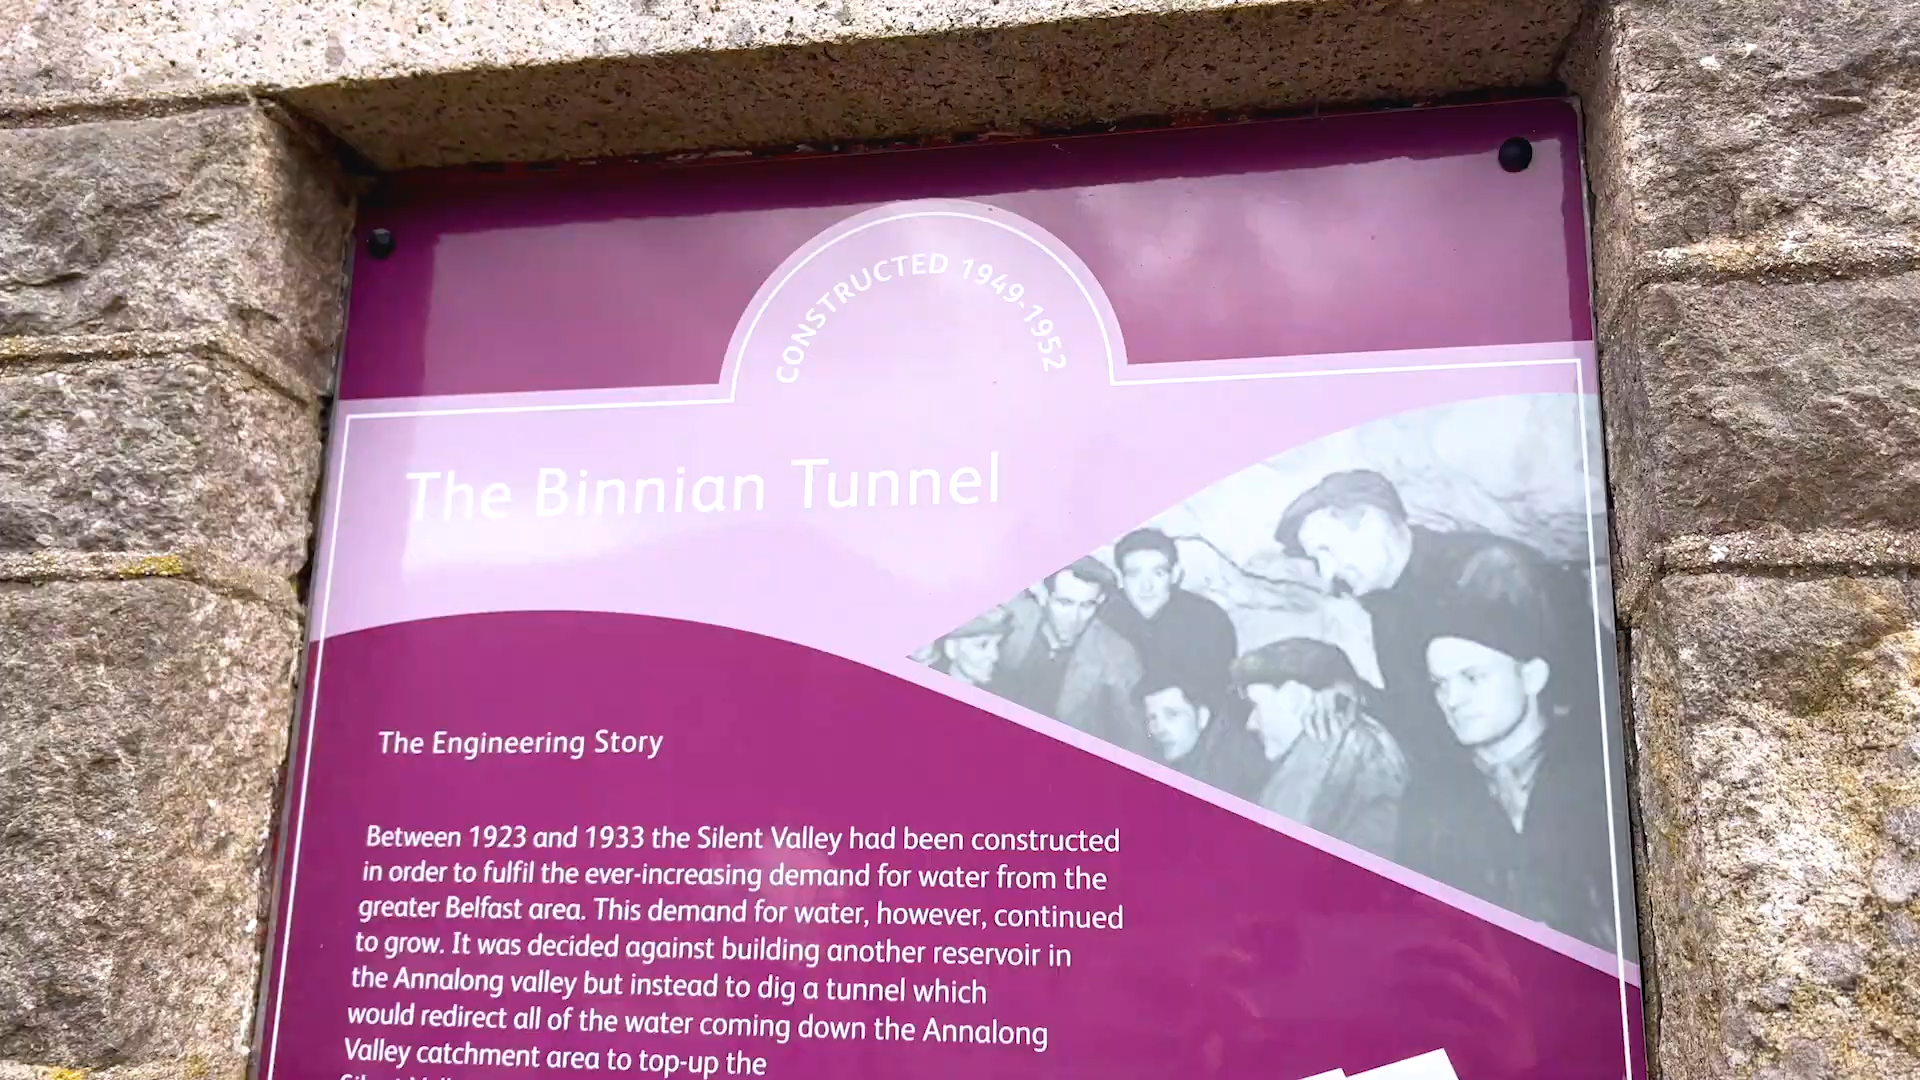 CONSTRUCTED 1949-1952
The Binnian Tunnel
The Engineering Story
Between 1923 and 1933 the Silent Valley had been constructed
in order to fulfil the ever-increasing demand for water from the
greater Belfast area. This demand for water, however, continued
to grow. It was decided against building another reservoir in
the Annalong valley but instead to dig a tunnel which
would redirect all of the water coming down the Annalong
Valley catchment area to top-up the